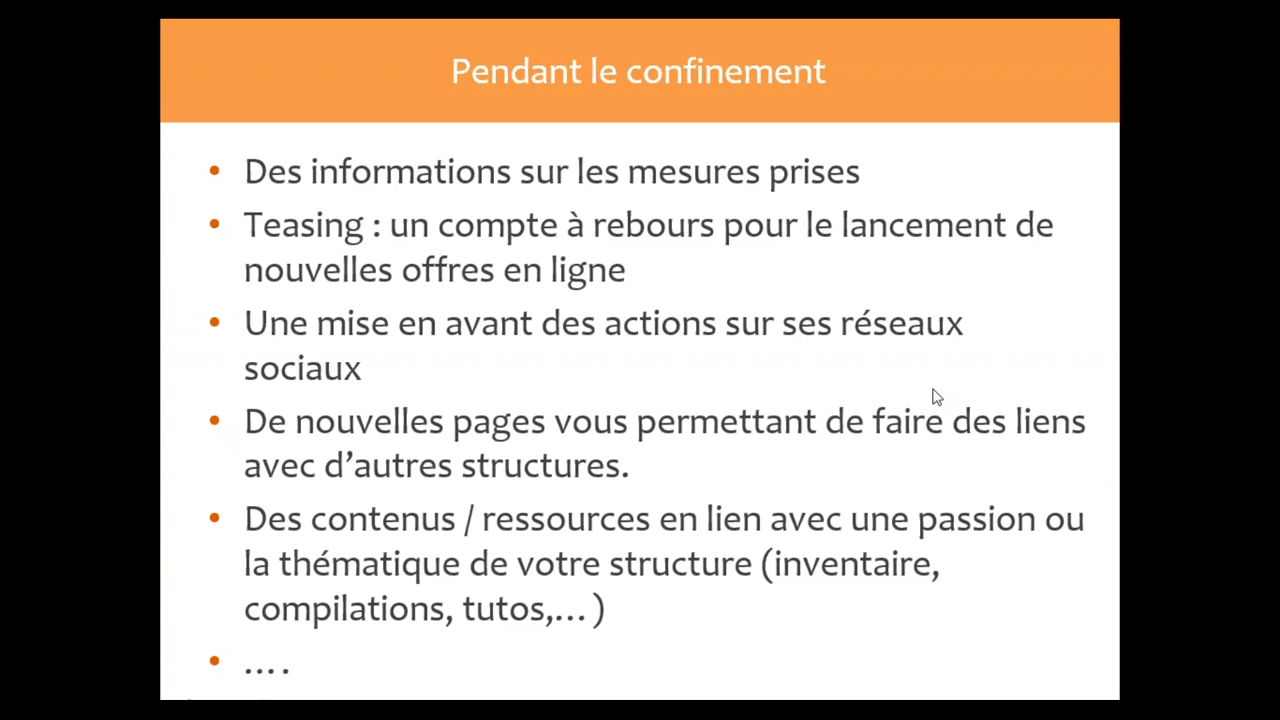 Pendant le confinement
• Des informations sur les mesures prises
• Teasing : un compte à rebours pour le lancement de
nouvelles offres en ligne
• Une mise en avant des actions sur ses réseaux
sociaux
• De nouvelles pages vous permettant de faire des liens
avec d’autres structures.
• Des contenus / ressources en lien avec une passion ou
la thématique de votre structure (inventaire,
compilations, tutos,… )
• … .